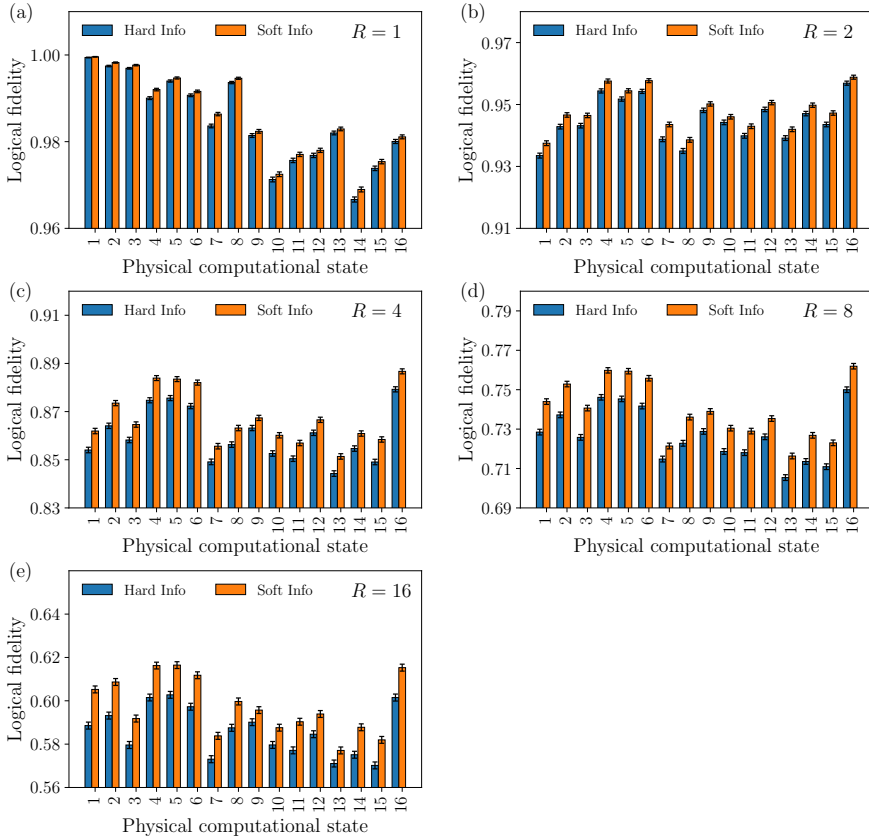 (a)
Hard Info Soft Info R = 1
1.00
0.98
0.96
Logical fidelity
1 2 3 4 5 6 7 8 9 10 11 12 13 14 15 16
Physical computational state
(b)
Hard Info Soft Info R = 2
0.97
0.95
0.93
0.91
Logical fidelity
1 2 3 4 5 6 7 8 9 10 11 12 13 14 15 16
Physical computational state
(c)
Hard Info Soft Info R = 4
0.91
0.89
0.87
0.85
0.83
Logical fidelity
1 2 3 4 5 6 7 8 9 10 11 12 13 14 15 16
Physical computational state
(d)
Hard Info Soft Info R = 8
0.79
0.77
0.75
0.73
0.71
0.69
Logical fidelity
1 2 3 4 5 6 7 8 9 10 11 12 13 14 15 16
Physical computational state
(e)
Hard Info Soft Info R = 16
0.64
0.62
0.60
0.58
0.56
Logical fidelity
1 2 3 4 5 6 7 8 9 10 11 12 13 14 15 16
Physical computational state